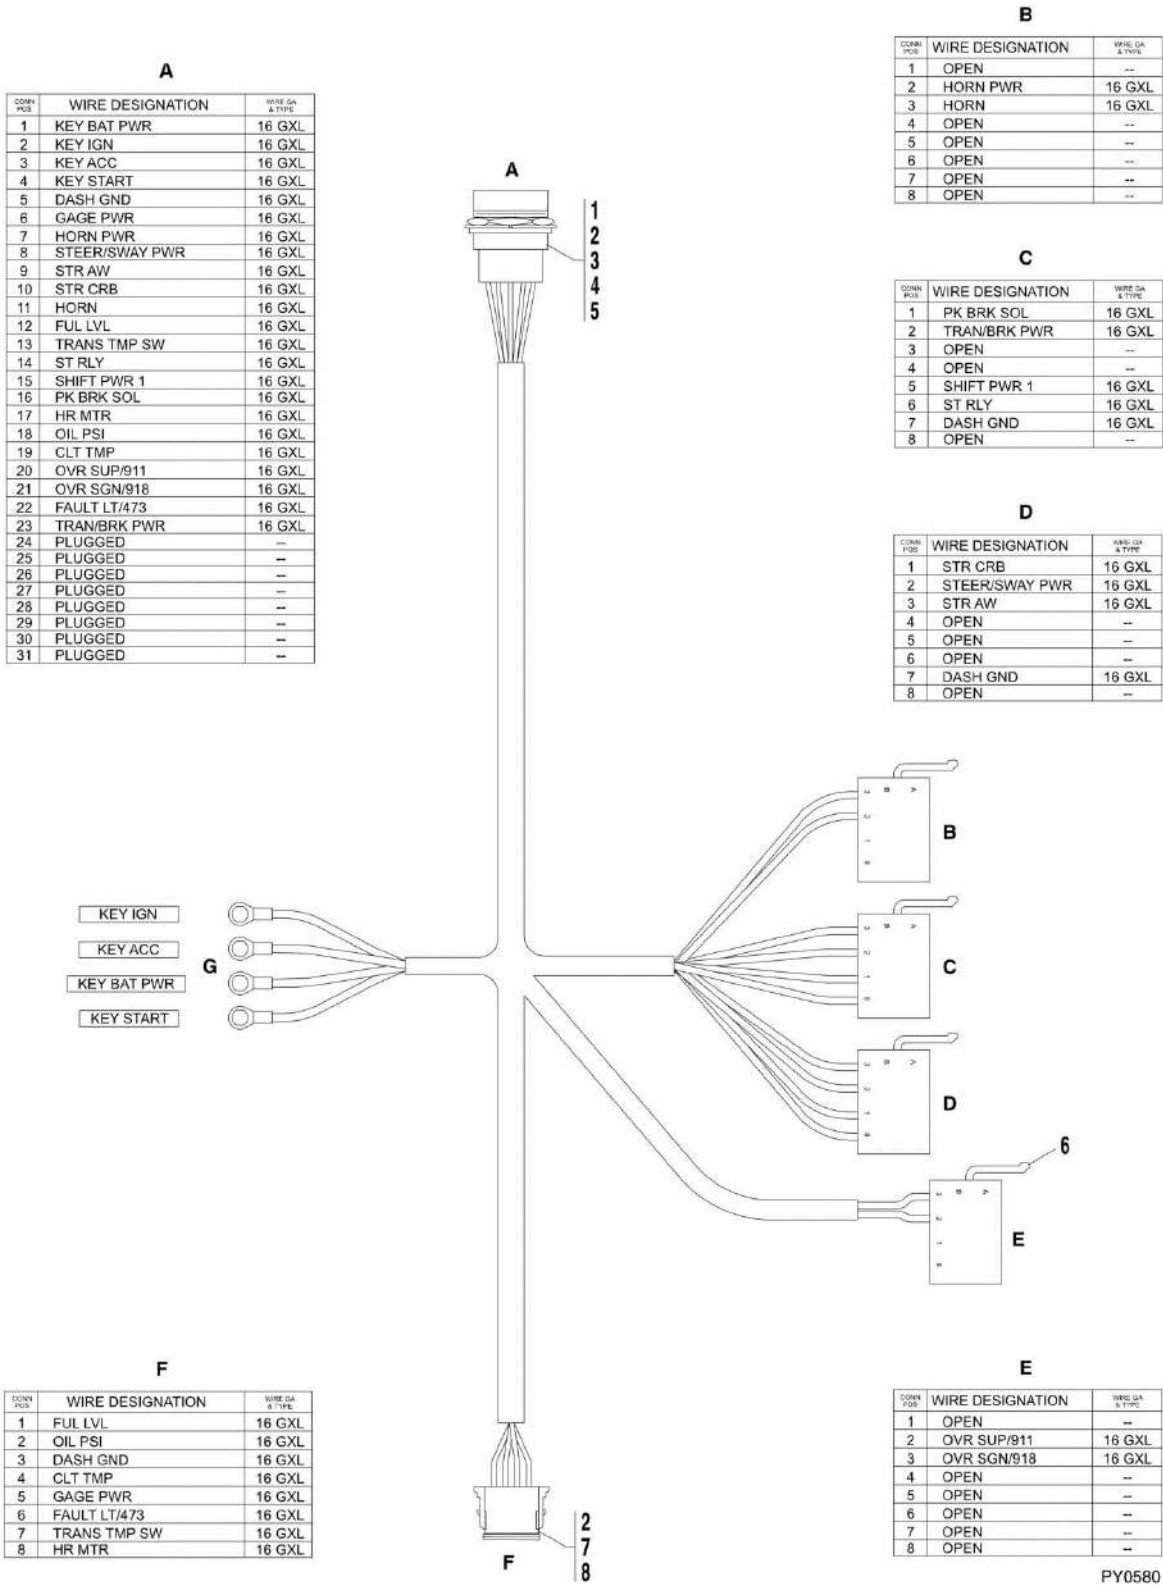 A
CONN POS WIRE DESIGNATION WIRE GA & TYPE
1 KEY BAT PWR 16 GXL
2 KEY IGN 16 GXL
3 KEY ACC 16 GXL
4 KEY START 16 GXL
5 DASH GND 16 GXL
6 GAGE PWR 16 GXL
7 HORN PWR 16 GXL
8 STEER/SWAY PWR 16 GXL
9 STR AW 16 GXL
10 STR CRB 16 GXL
11 HORN 16 GXL
12 FUL LVL 16 GXL
13 TRANS TMP SW 16 GXL
14 ST RLY 16 GXL
15 SHIFT PWR 1 16 GXL
16 PK BRK SOL 16 GXL
17 HR MTR 16 GXL
18 OIL PSI 16 GXL
19 CLT TMP 16 GXL
20 OVR SUP/911 16 GXL
21 OVR SGN/918 16 GXL
22 FAULT LT/473 16 GXL
23 TRAN/BRK PWR 16 GXL
24 PLUGGED --
25 PLUGGED --
26 PLUGGED --
27 PLUGGED --
28 PLUGGED --
29 PLUGGED --
30 PLUGGED --
31 PLUGGED --
A
1
2
3
4
5
B
CONN POS WIRE DESIGNATION WIRE GA & TYPE
1 OPEN --
2 HORN PWR 16 GXL
3 HORN 16 GXL
4 OPEN --
5 OPEN --
6 OPEN --
7 OPEN --
8 OPEN --
C
CONN POS WIRE DESIGNATION WIRE GA & TYPE
1 PK BRK SOL 16 GXL
2 TRAN/BRK PWR 16 GXL
3 OPEN --
4 OPEN --
5 SHIFT PWR 1 16 GXL
6 ST RLY 16 GXL
7 DASH GND 16 GXL
8 OPEN --
D
CONN POS WIRE DESIGNATION WIRE GA & TYPE
1 STR CRB 16 GXL
2 STEER/SWAY PWR 16 GXL
3 STR AW 16 GXL
4 OPEN --
5 OPEN --
6 OPEN --
7 DASH GND 16 GXL
8 OPEN --
3 B A
2
1
8
B
KEY IGN
KEY ACC
KEY BAT PWR
KEY START
G
3 B A
2
1
8
C
3 B A
2
1
8
D
6
3 B A
2
1
8
E
F
CONN POS WIRE DESIGNATION WIRE GA & TYPE
1 FUL LVL 16 GXL
2 OIL PSI 16 GXL
3 DASH GND 16 GXL
4 CLT TMP 16 GXL
5 GAGE PWR 16 GXL
6 FAULT LT/473 16 GXL
7 TRANS TMP SW 16 GXL
8 HR MTR 16 GXL
F
2
7
8
E
CONN POS WIRE DESIGNATION WIRE GA & TYPE
1 OPEN --
2 OVR SUP/911 16 GXL
3 OVR SGN/918 16 GXL
4 OPEN --
5 OPEN --
6 OPEN --
7 OPEN --
8 OPEN --
PY0580